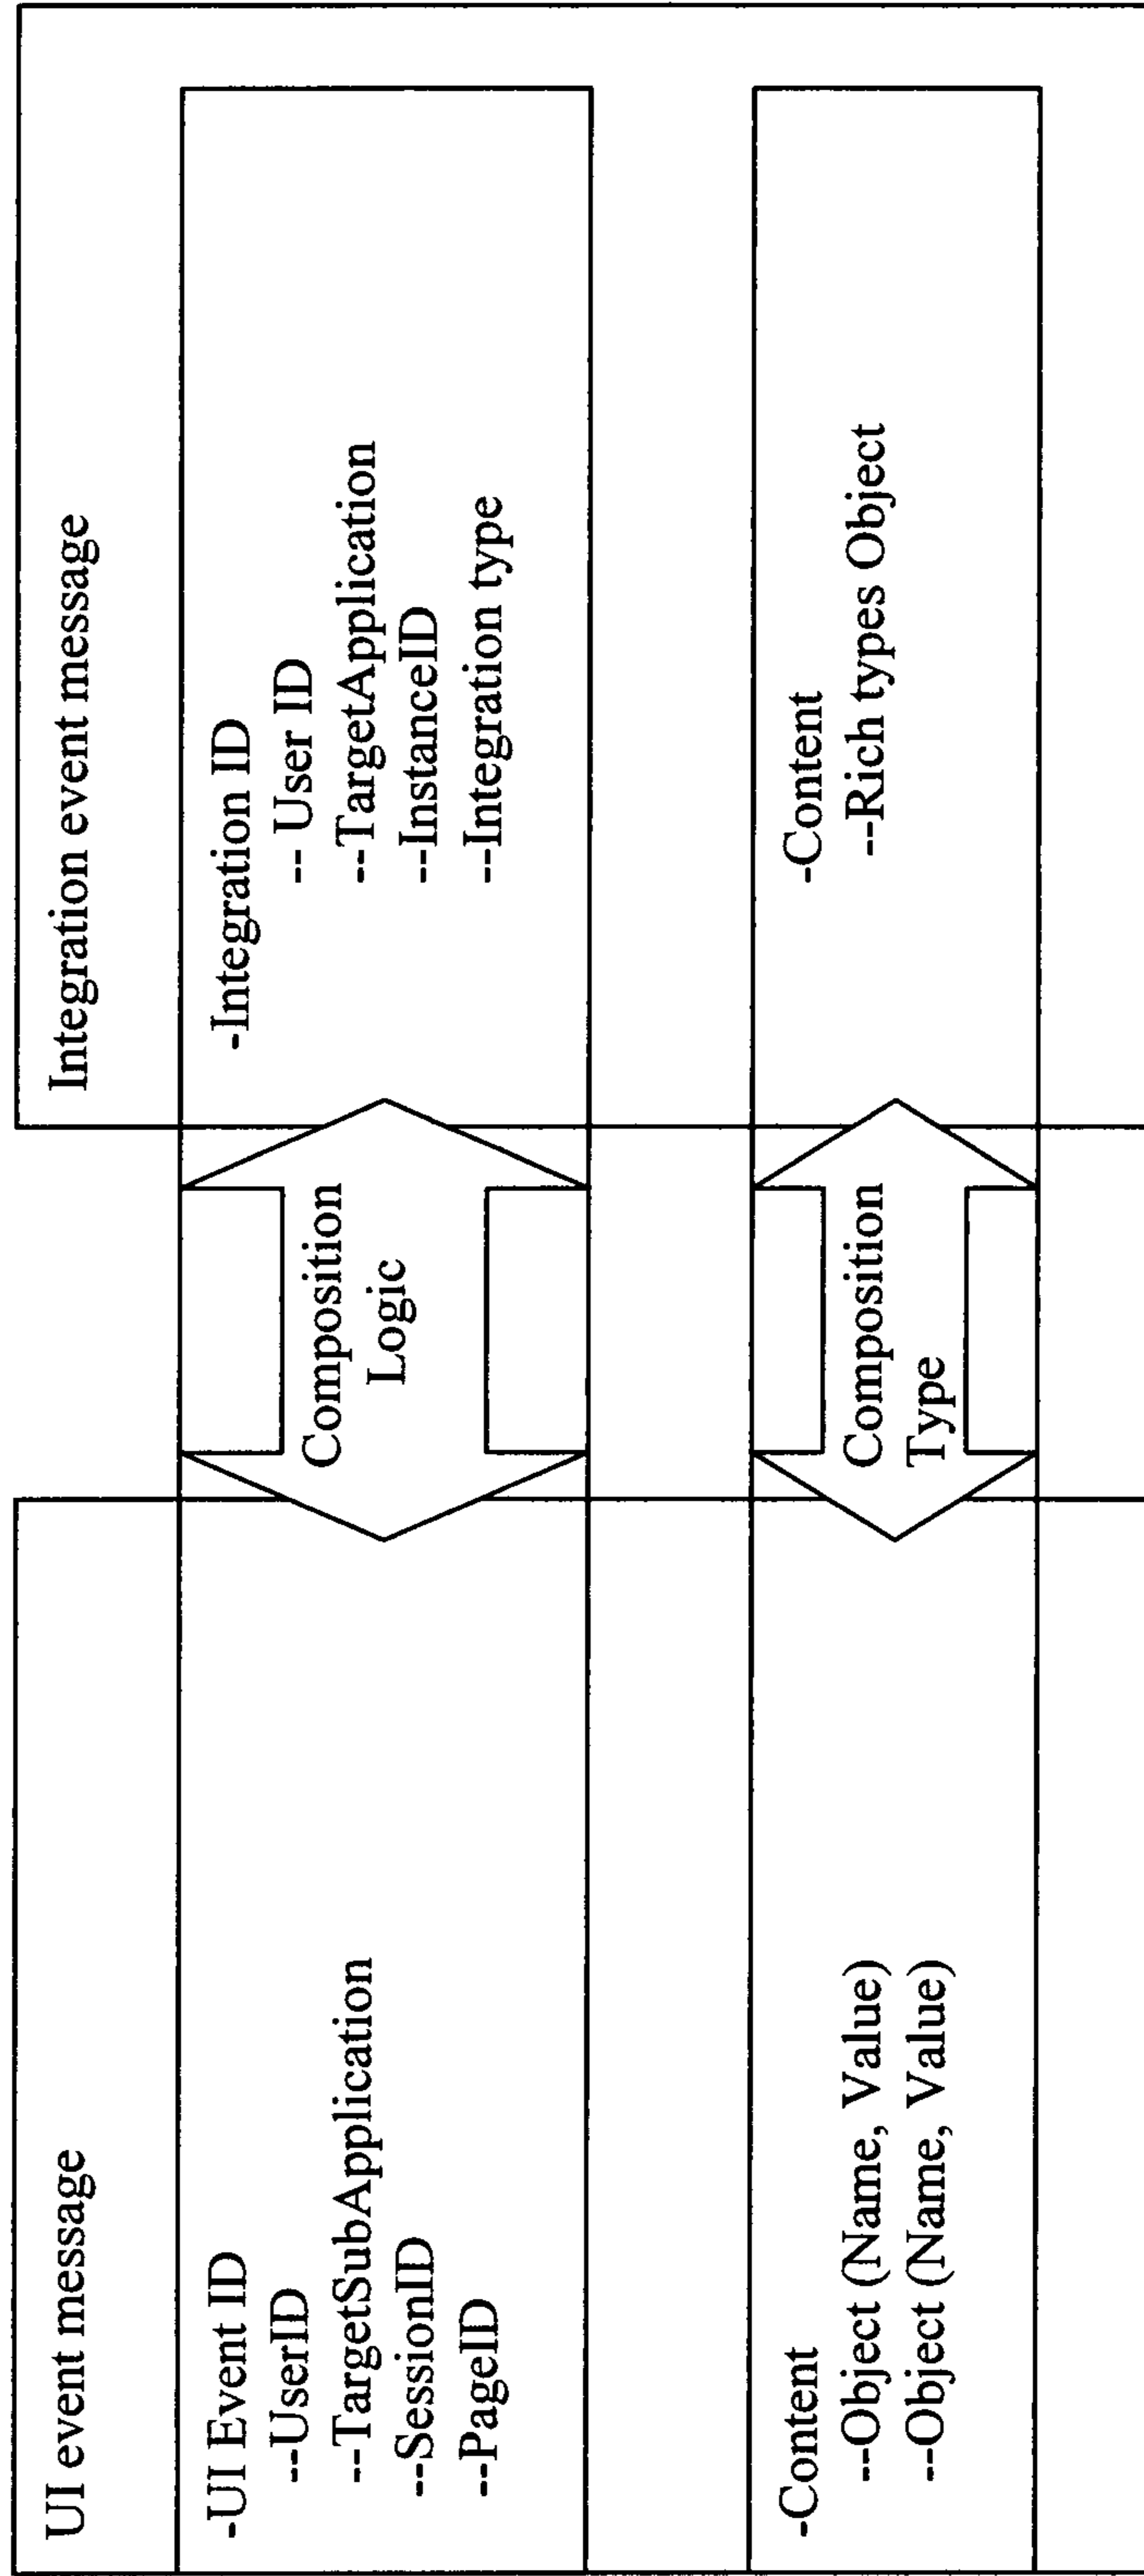 UI event message
-UI Event ID
--UserID
--TargetSubApplication
--SessionID
--PageID
-Content
--Object (Name, Value)
--Object (Name, Value)
Composition
Logic
Composition
Type
Integration event message
-Integration ID
-- User ID
--TargetApplication
--InstanceID
--Integration type
-Content
--Rich types Object